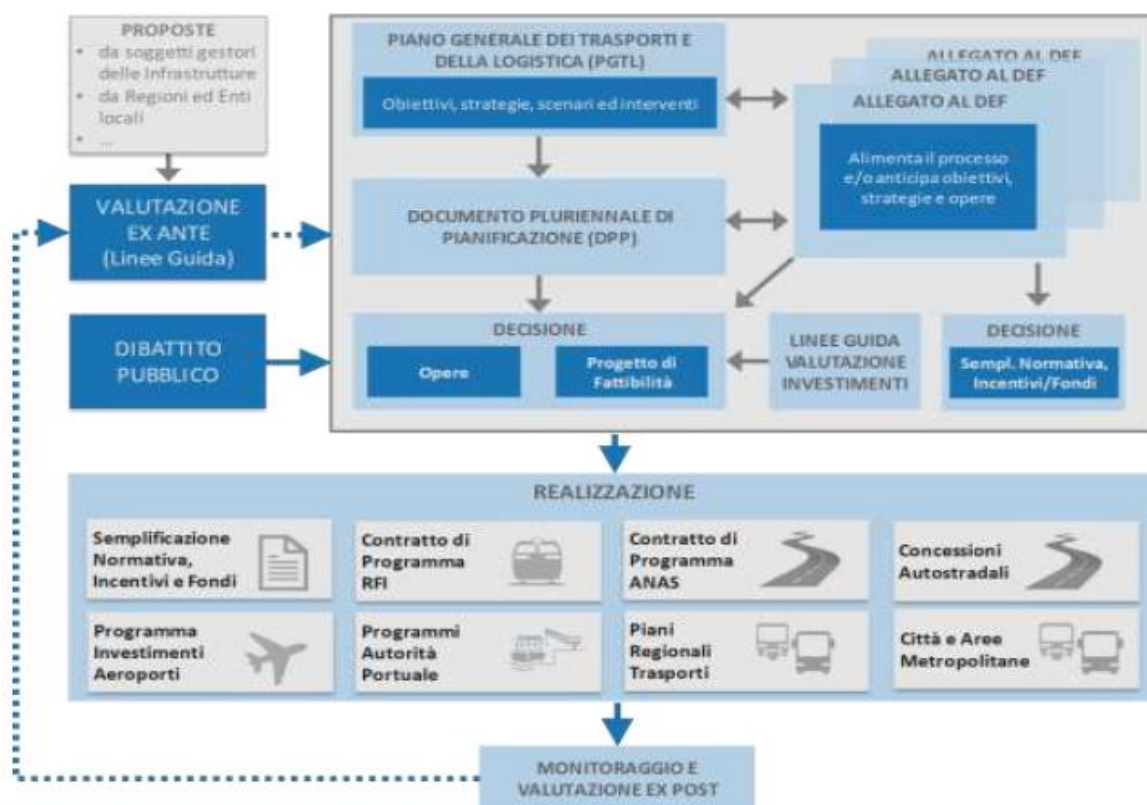 PROPOSTE
• da soggetti gestori
delle Infrastrutture
• da Regioni ed Enti
locali
• ...
VALUTAZIONE
EX ANTE
(Linee Guida)
DIBATTITO
PUBBLICO
PIANO GENERALE DEI TRASPORTI E
DELLA LOGISTICA (PGTL)
Obiettivi, strategie, scenari ed interventi
ALLEGATO AL DEF
ALLEGATO AL DEF
ALLEGATO AL DEF
Alimenta il processo
e/o anticipa obiettivi,
strategie e opere
DOCUMENTO PLURIENNALE DI
PIANIFICAZIONE (DPP)
DECISIONE
Opere
Progetto di
Fattibilità
LINEE GUIDA
VALUTAZIONE
INVESTIMENTI
DECISIONE
Sempl. Normativa,
Incentivi/Fondi
REALIZZAZIONE
Semplificazione
Normativa,
Incentivi e Fondi
Contratto di
Programma
RFI
Contratto di
Programma
ANAS
Concessioni
Autostradali
Programma
Investimenti
Aeroporti
Programmi
Autorità
Portuale
Piani
Regionali
Trasporti
Città e Aree
Metropolitane
MONITORAGGIO E
VALUTAZIONE EX POST